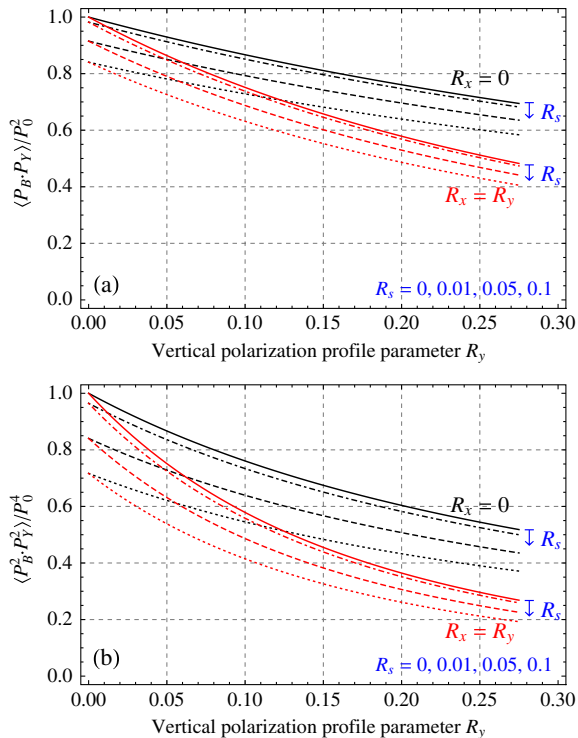 1.0
0.8
0.6
0.4
0.2
0.0
⟨P_B·P_Y⟩/P_0^2
R_x = 0
R_s
R_s
R_x = R_y
(a)
R_s = 0, 0.01, 0.05, 0.1
0.00 0.05 0.10 0.15 0.20 0.25 0.30
Vertical polarization profile parameter R_y
1.0
0.8
0.6
0.4
0.2
0.0
⟨P_B^2·P_Y^2⟩/P_0^4
R_x = 0
R_s
R_s
R_x = R_y
(b)
R_s = 0, 0.01, 0.05, 0.1
0.00 0.05 0.10 0.15 0.20 0.25 0.30
Vertical polarization profile parameter R_y